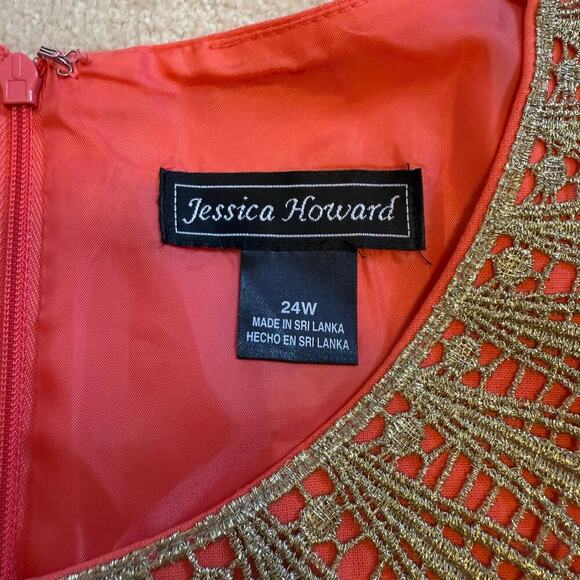 Jessica Howard
24W
MADE IN SRI LANKA
HECHO EN SRI LANKA